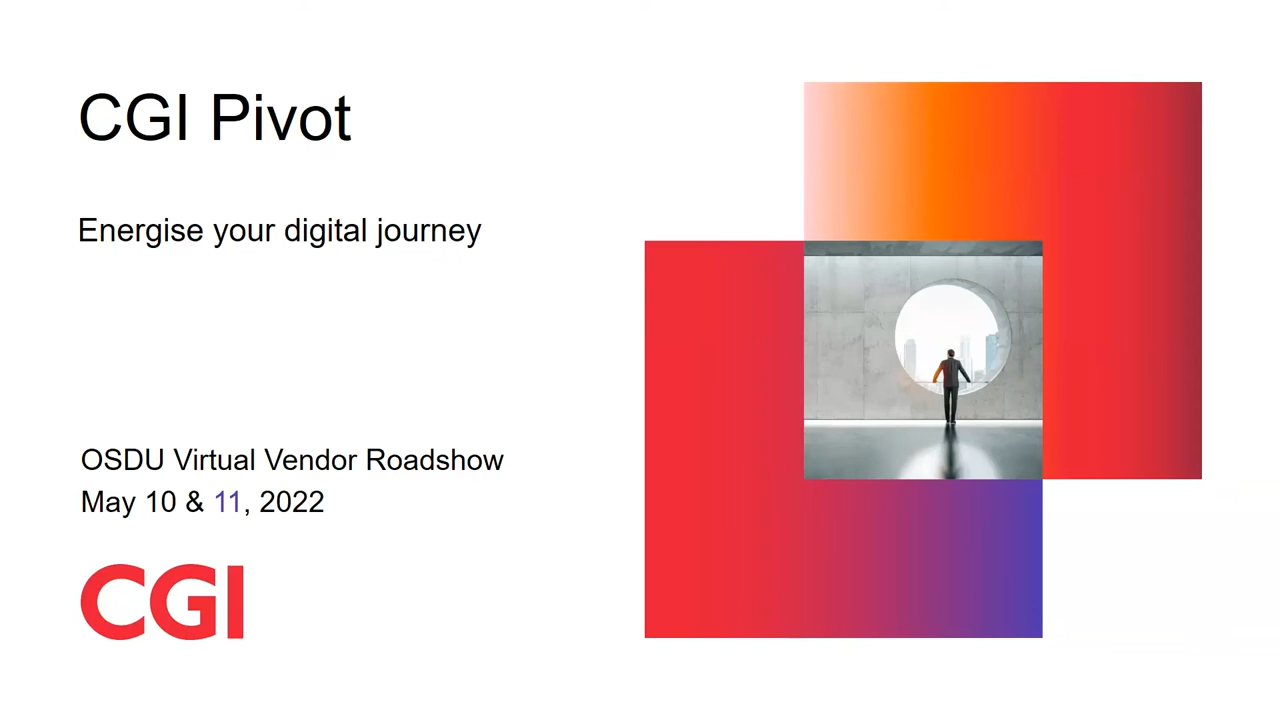 CGI Pivot
Energise your digital journey
OSDU Virtual Vendor Roadshow
May 10 & 11, 2022
CGI